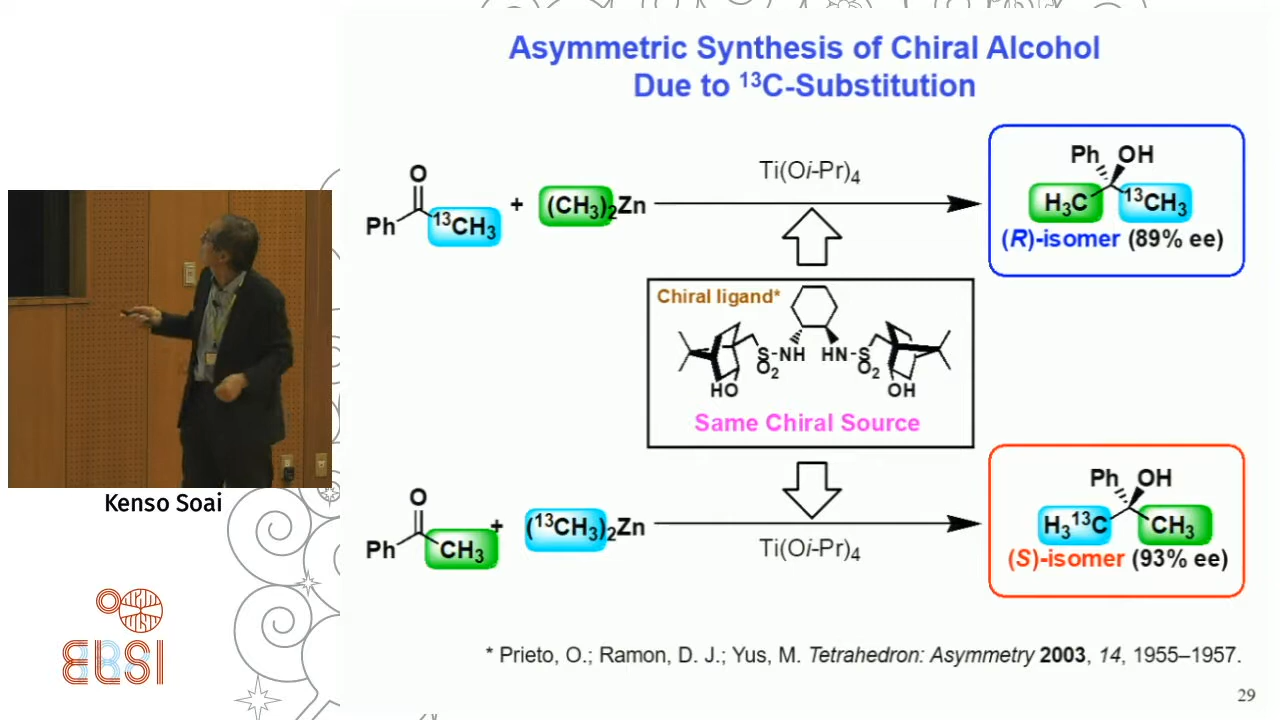 Asymmetric Synthesis of Chiral Alcohol
Due to ¹³C-Substitution
O
Ph
¹³CH₃
+
(CH₃)₂Zn
Ti(Oi-Pr)₄
Ph OH
H₃C ¹³CH₃
(R)-isomer (89% ee)
Chiral ligand*
S-NH HN-S
O₂ O₂
HO OH
Same Chiral Source
O
Ph
CH₃
+
(¹³CH₃)₂Zn
Ti(Oi-Pr)₄
Ph OH
H₃¹³C CH₃
(S)-isomer (93% ee)
* Prieto, O.; Ramon, D. J.; Yus, M. Tetrahedron: Asymmetry 2003, 14, 1955–1957.
29
Kenso Soai
ELSI